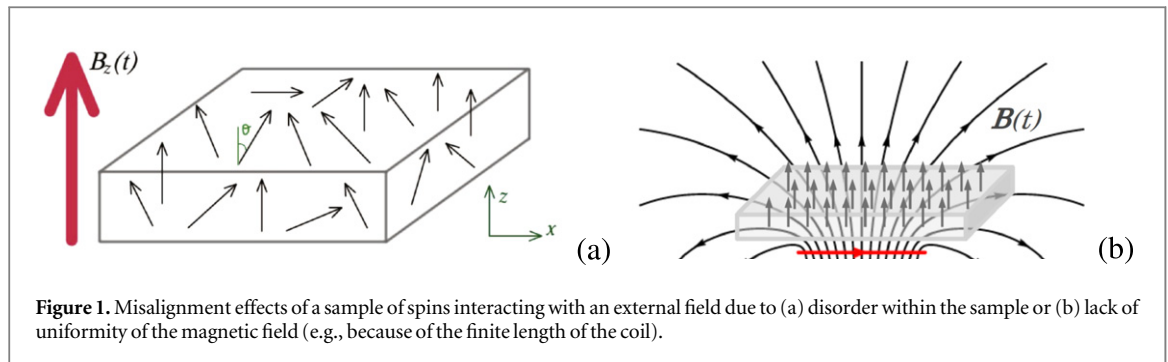 B_z(t)
θ
z
x
(a)
B(t)
(b)
Figure 1. Misalignment effects of a sample of spins interacting with an external field due to (a) disorder within the sample or (b) lack of
uniformity of the magnetic field (e.g., because of the finite length of the coil).